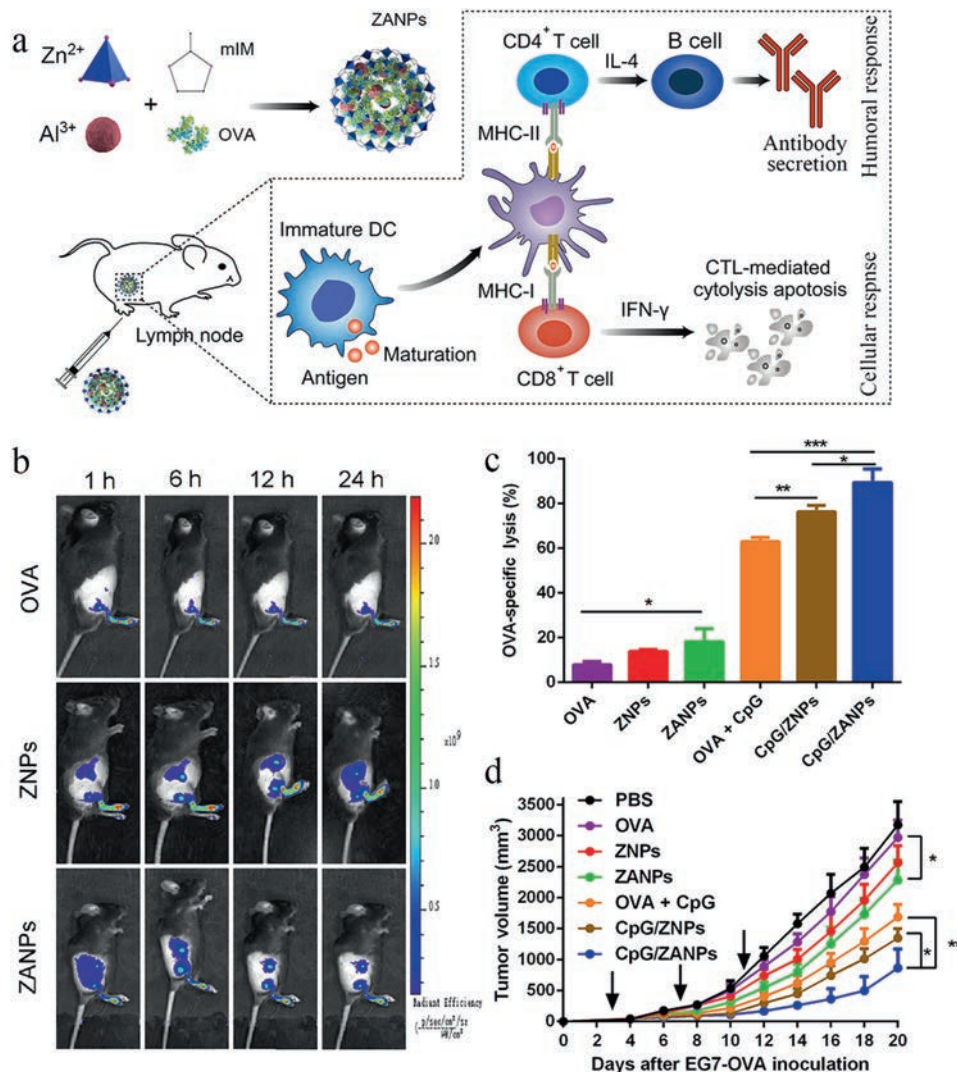 a
Zn2+
mIM
ZANPs
Al3+
OVA
CD4+ T cell
IL-4
B cell
Antibody
secretion
Humoral response
MHC-II
Immature DC
MHC-I
Lymph node
Antigen
Maturation
CD8+ T cell
IFN-γ
CTL-mediated
cytolysis apotosis
Cellular respnse
b
1 h 6 h 12 h 24 h
OVA
ZNPs
ZANPs
20
15
x10^9
10
05
Radiant Efficiency
c
OVA-specific lysis (%)
100
80
60
40
20
0
*
**
***
*
OVA
ZNPs
ZANPs
OVA + CpG
CpG/ZNPs
CpG/ZANPs
d
Tumor volume (mm3)
3500
3000
2500
2000
1500
1000
500
0
PBS
OVA
ZNPs
ZANPs
OVA + CpG
CpG/ZNPs
CpG/ZANPs
*
*
0 2 4 6 8 10 12 14 16 18 20
Days after EG7-OVA inoculation